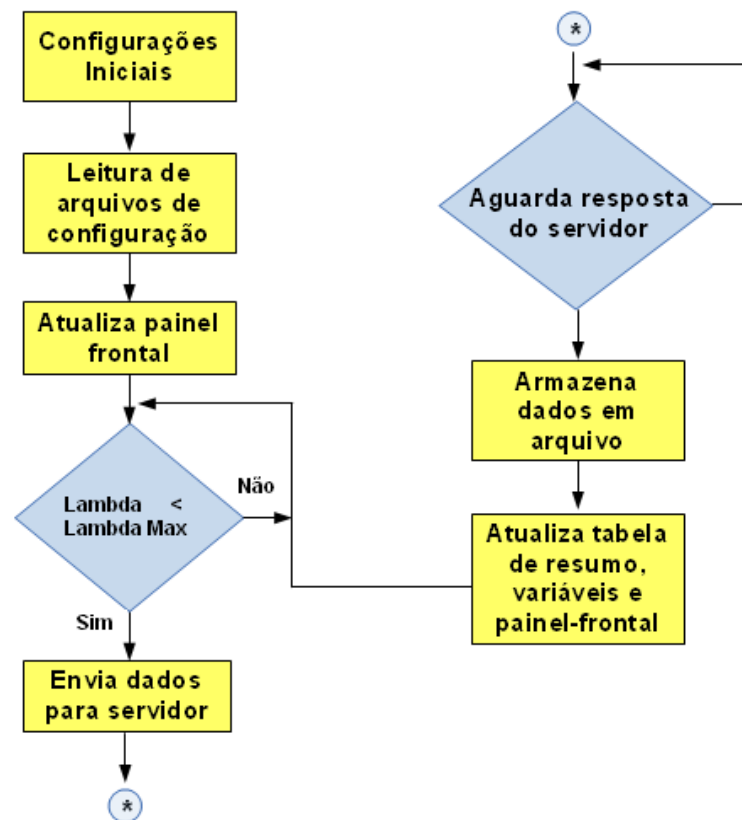 Configurações
Iniciais
Leitura de
arquivos de
configuração
Atualiza painel
frontal
Lambda <
Lambda Max
Não
Sim
Envia dados
para servidor
*
*
Aguarda resposta
do servidor
Armazena
dados em
arquivo
Atualiza tabela
de resumo,
variáveis e
painel-frontal